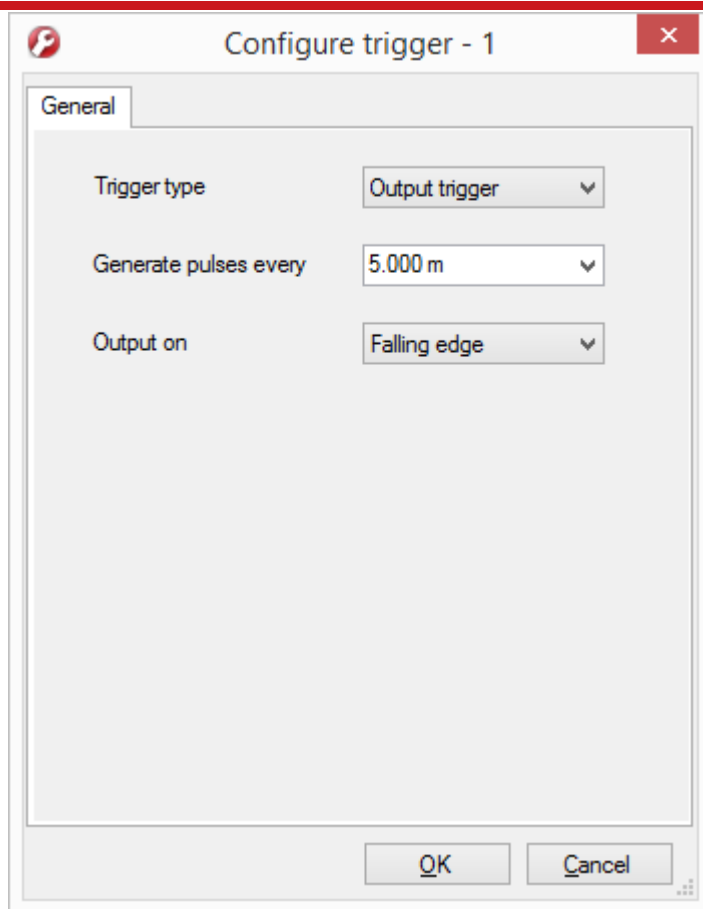 Configure trigger - 1
General
Trigger type Output trigger
Generate pulses every 5.000 m
Output on Falling edge
OK Cancel